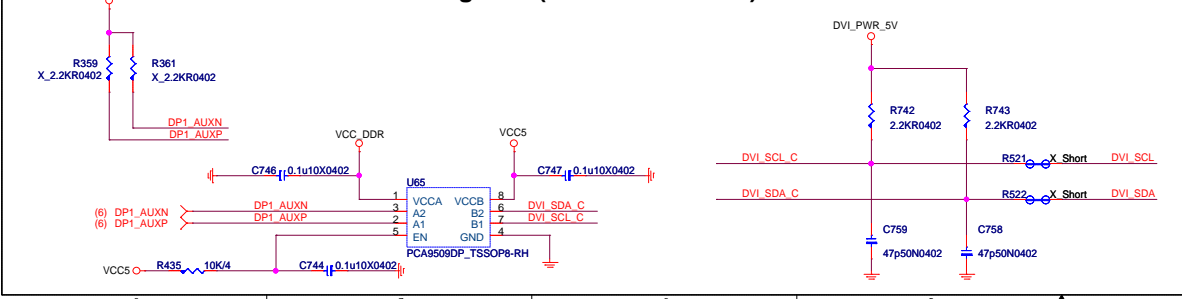 DVI_PWR_5V
R359
X_2.2KR0402
R361
X_2.2KR0402
R742
2.2KR0402
R743
2.2KR0402
DP1_AUXN
DP1_AUXP
VCC_DDR
VCC5
DVI_SCL_C
R521
X_Short
DVI_SCL
C746
0.1u10X0402
C747
0.1u10X0402
U65
DVI_SDA_C
R522
X_Short
DVI_SDA
1
VCCA
VCCB
8
(6) DP1_AUXN
DP1_AUXN
3
A2
B2
6
DVI_SDA_C
(6) DP1_AUXP
DP1_AUXP
2
A1
B1
7
DVI_SCL_C
5
EN
GND
4
PCA9509DP_TSSOP8-RH
C759
47p50N0402
C758
47p50N0402
VCC5
R435
10K/4
C744
0.1u10X0402